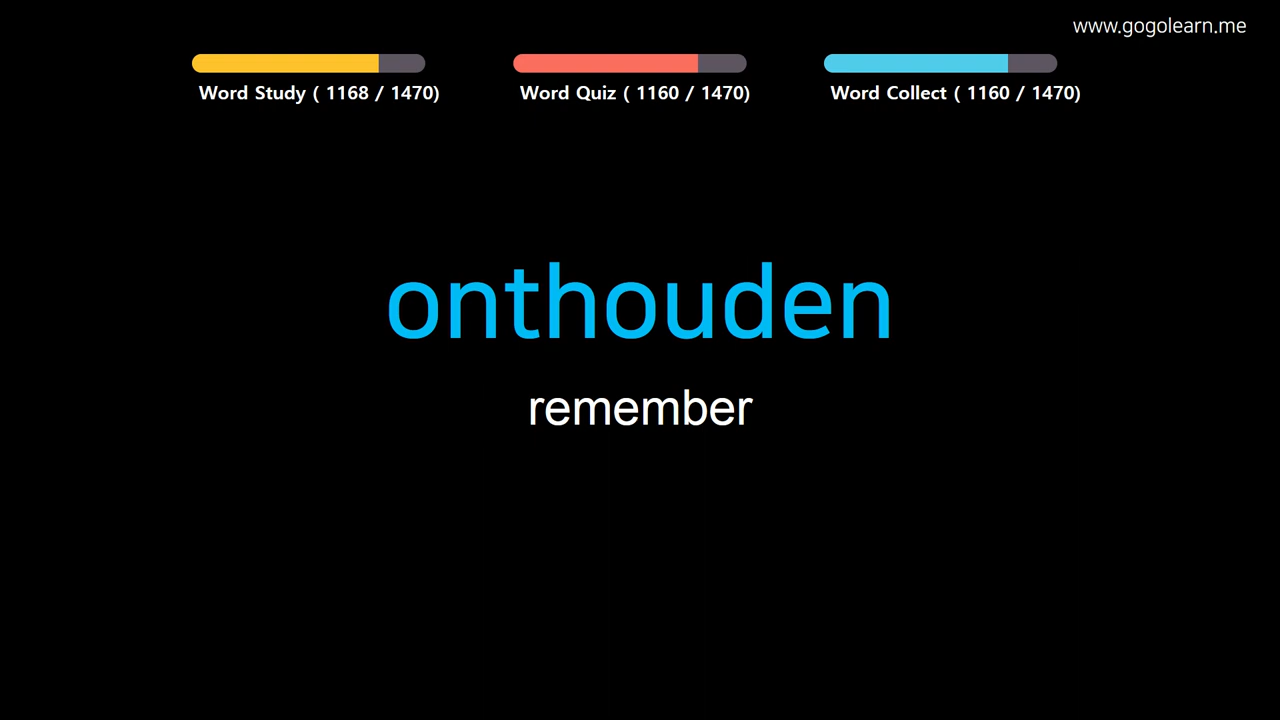 www.gogolearn.me
Word Study ( 1168 / 1470)
Word Quiz ( 1160 / 1470)
Word Collect ( 1160 / 1470)
onthouden
remember